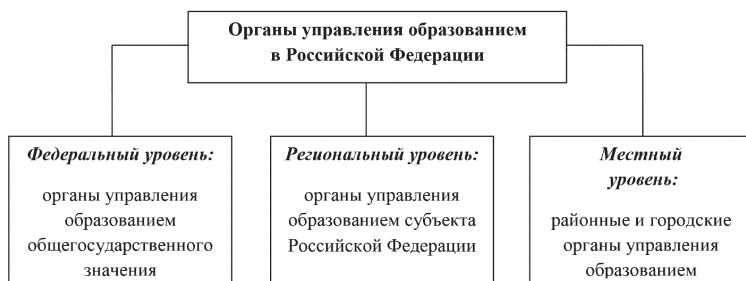 Органы управления образованием
в Российской Федерации
Федеральный уровень:
органы управления
образованием
общегосударственного
значения
Региональный уровень:
органы управления
образованием субъекта
Российской Федерации
Местный
уровень:
районные и городские
органы управления
образованием